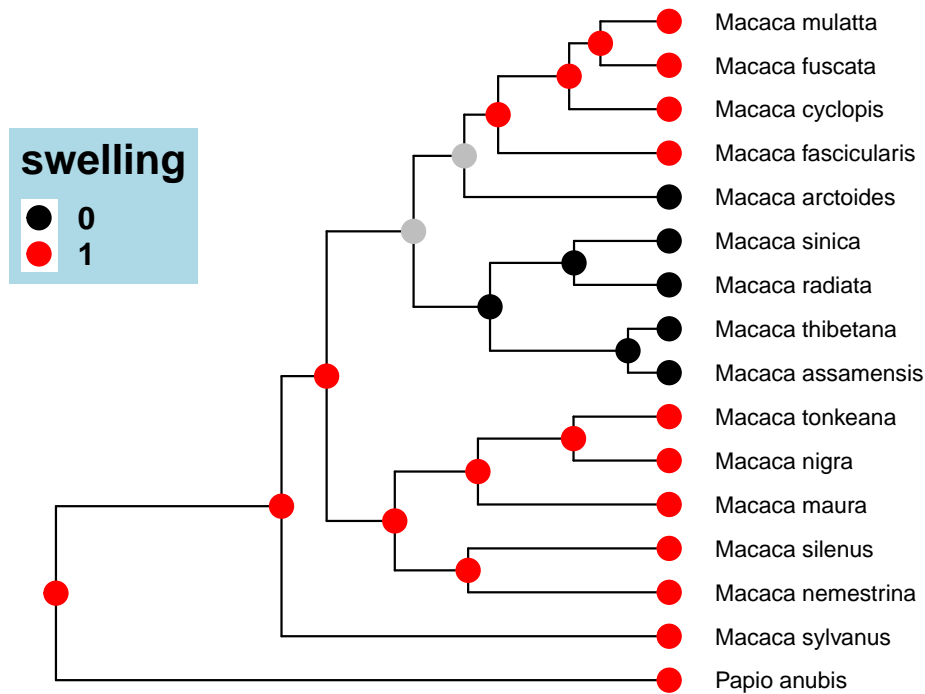 swelling
0
1
Macaca mulatta
Macaca fuscata
Macaca cyclopis
Macaca fascicularis
Macaca arctoides
Macaca sinica
Macaca radiata
Macaca thibetana
Macaca assamensis
Macaca tonkeana
Macaca nigra
Macaca maura
Macaca silenus
Macaca nemestrina
Macaca sylvanus
Papio anubis